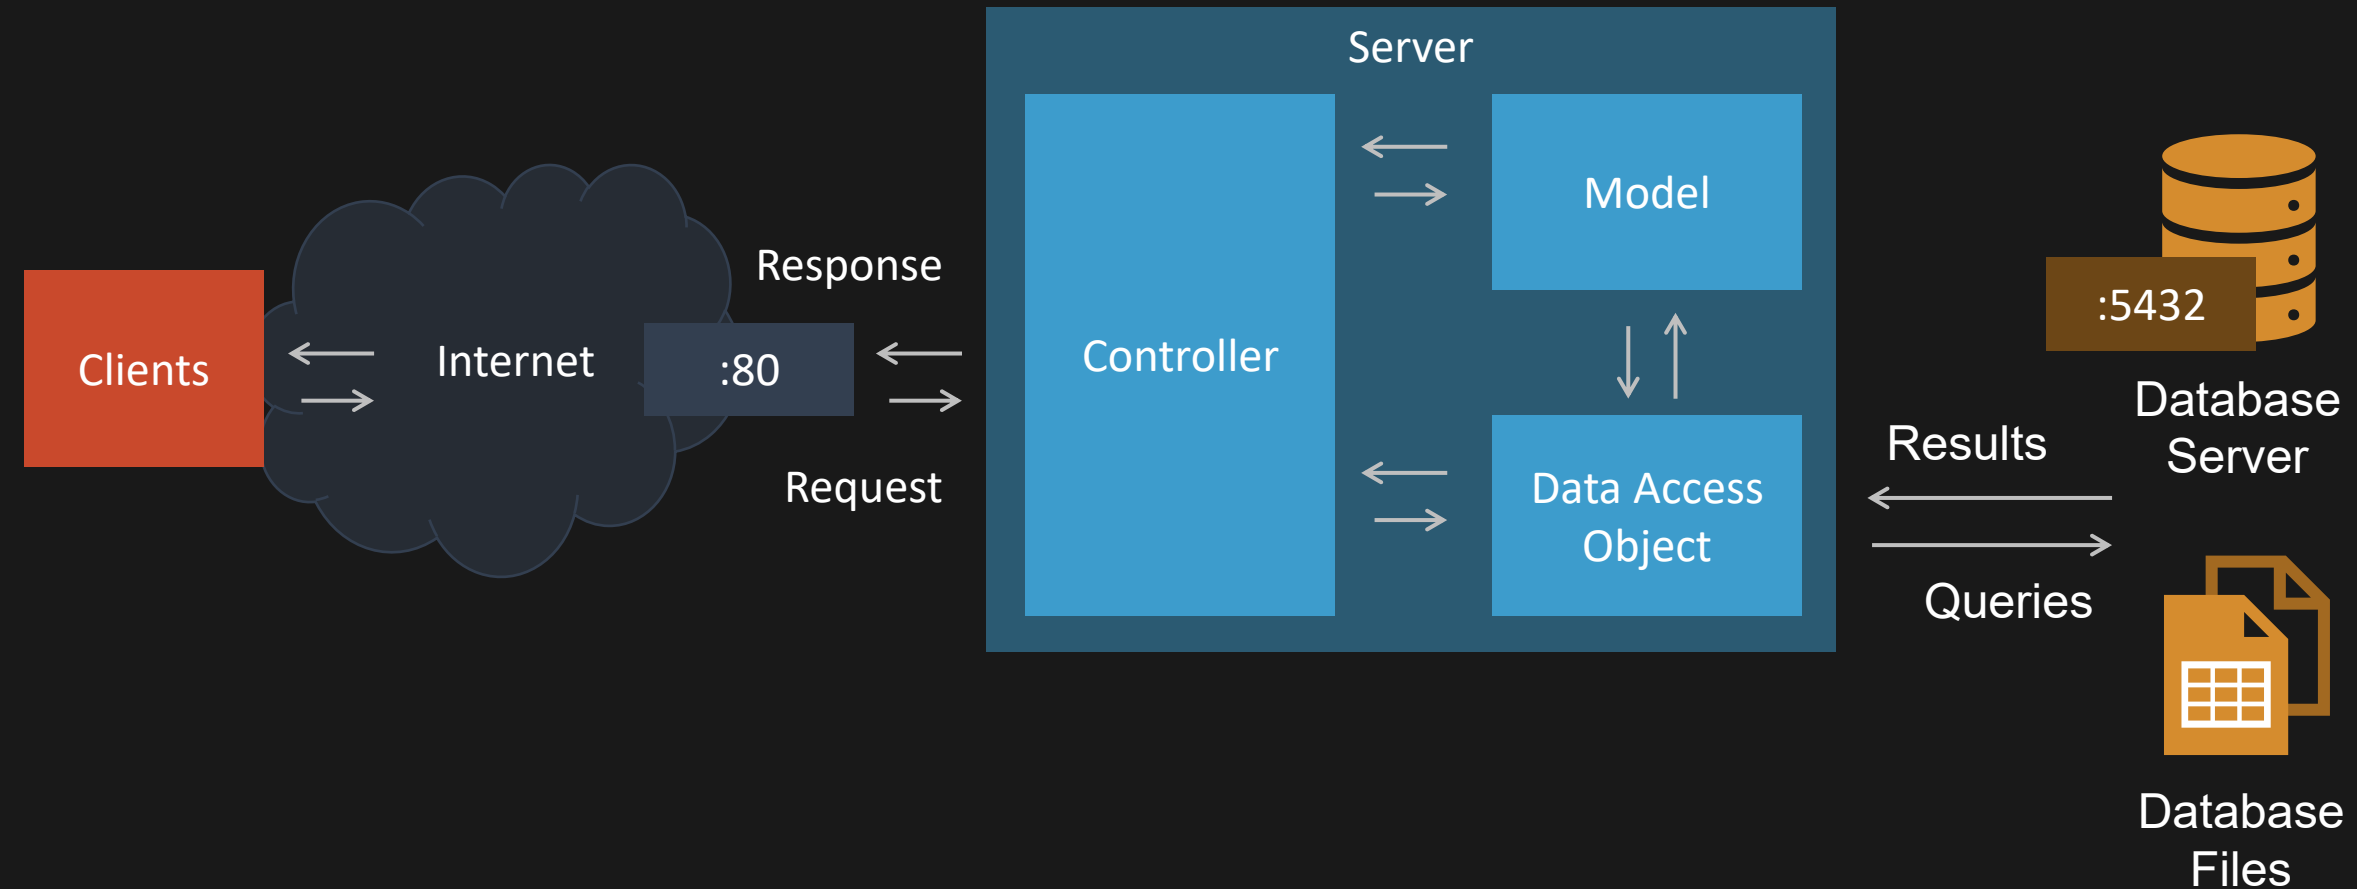 Server
Clients
Internet
:80
Response
Request
Controller
Model
Data Access
Object
Results
Queries
:5432
Database
Server
Database
Files